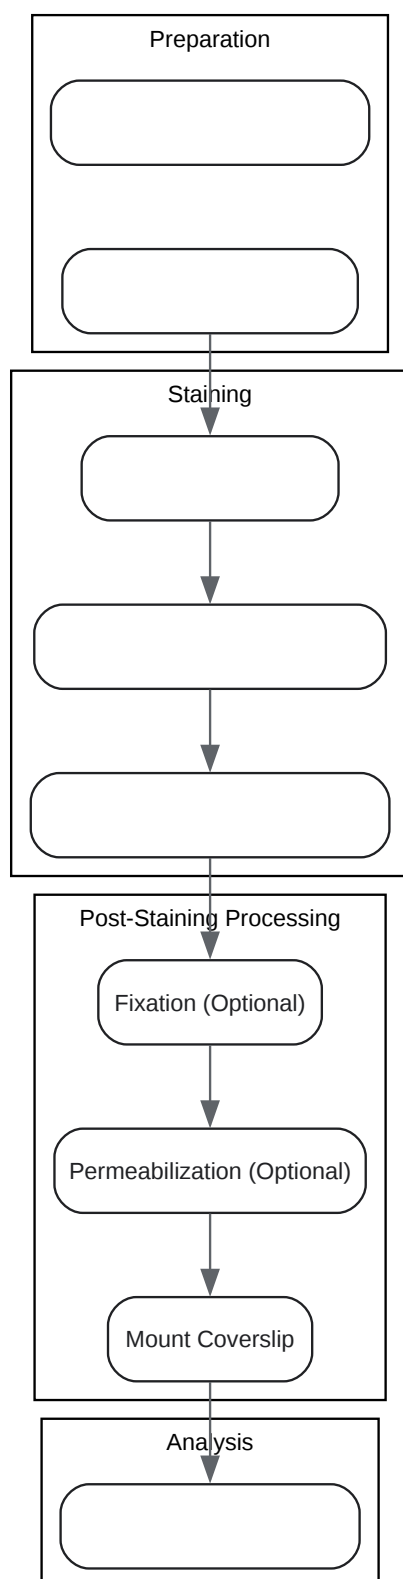 Preparation
Staining
Post-Staining Processing
Fixation (Optional)
Permeabilization (Optional)
Mount Coverslip
Analysis